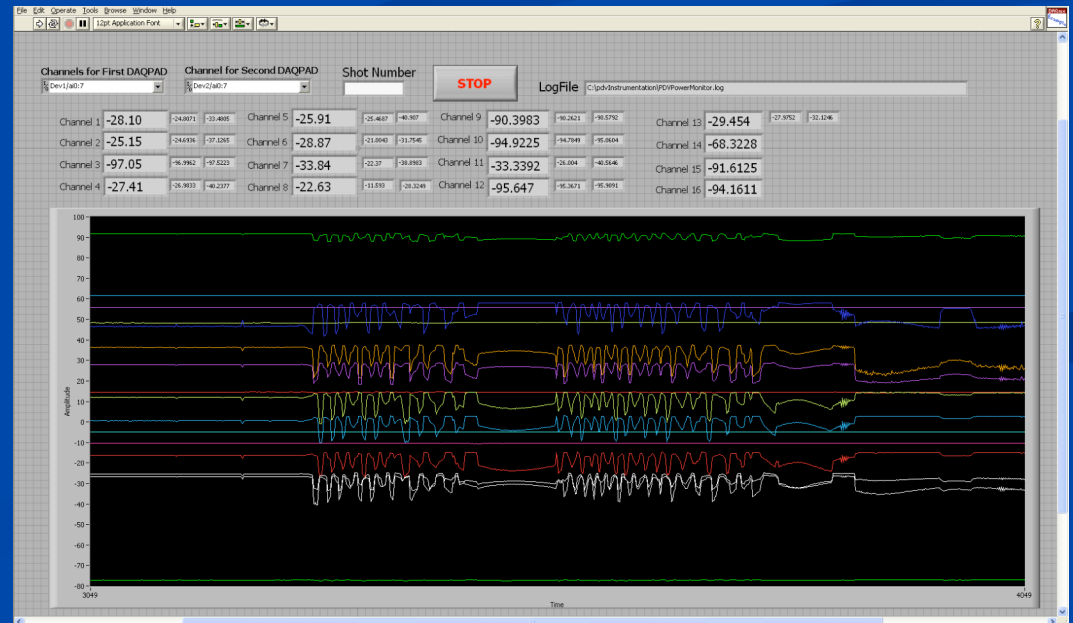 File Edit Operate Tools Browse Window Help
12pt Application Font
Channels for First DAQPAD Channel for Second DAQPAD Shot Number
Dev1/ai0:7 Dev2/ai0:7 STOP LogFile C:\pdvInstrumentation\PDVPowerMonitor.log
Channel 1 -28.10 -24.0071 -33.4005 Channel 5 -25.91 -25.4687 -40.907 Channel 9 -90.3983 -90.2621 -90.5792 Channel 13 -29.454 -27.9752 -32.1246
Channel 2 -25.15 -24.6936 -37.1265 Channel 6 -28.87 -21.0043 -31.7545 Channel 10 -94.9225 -94.7849 -95.0604 Channel 14 -68.3228
Channel 3 -97.05 -96.9962 -97.5223 Channel 7 -33.84 -22.37 -38.8983 Channel 11 -33.3392 -26.004 -40.5646 Channel 15 -91.6125
Channel 4 -27.41 -26.9833 -40.2377 Channel 8 -22.63 -11.593 -28.3249 Channel 12 -95.647 -95.3671 -95.9091 Channel 16 -94.1611
100
90
80
70
60
50
40
30
20
10
0
-10
-20
-30
-40
-50
-60
-70
-80
Amplitude
3049 4049
Time